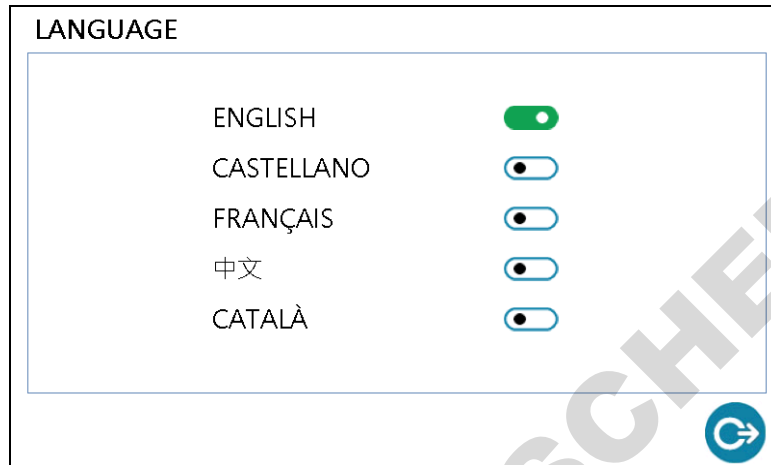 LANGUAGE
ENGLISH
CASTELLANO
FRANÇAIS
中文
CATALÀ